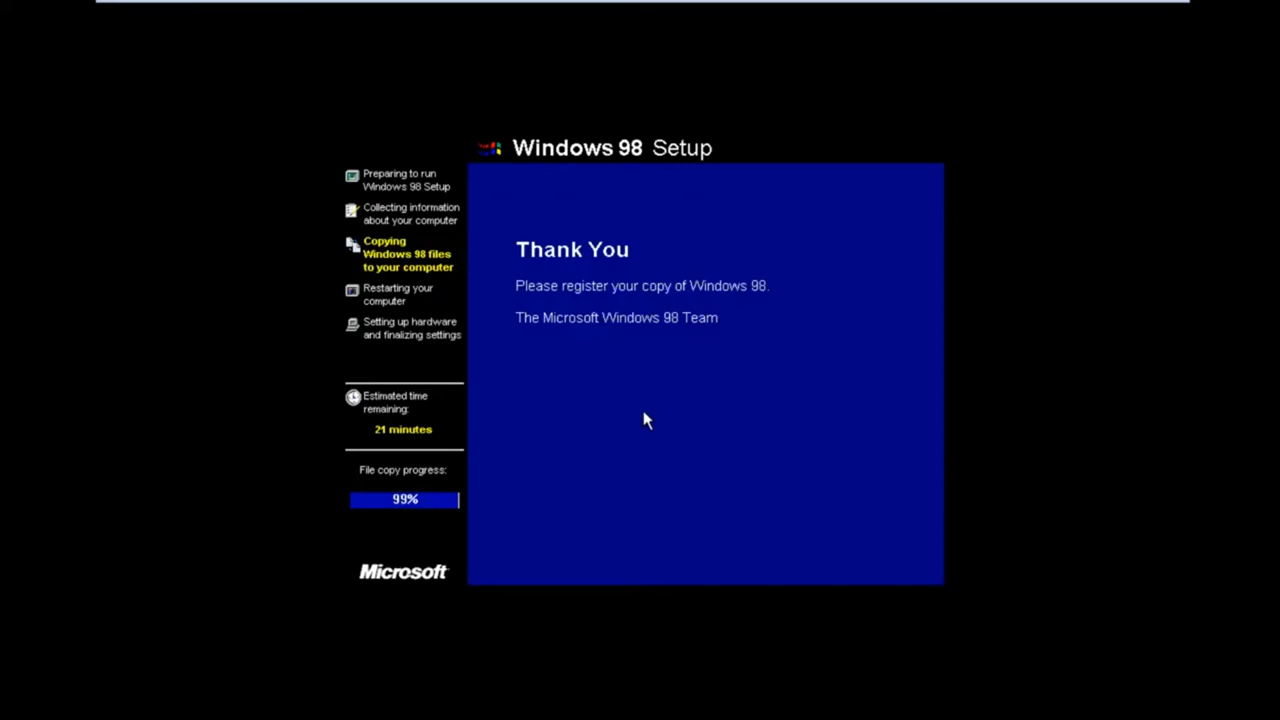 Windows 98 Setup
Preparing to run
Windows 98 Setup
Collecting information
about your computer
Copying
Windows 98 files
to your computer
Restarting your
computer
Setting up hardware
and finalizing settings
Estimated time
remaining:
21 minutes
File copy progress:
99%
Microsoft
Thank You
Please register your copy of Windows 98.
The Microsoft Windows 98 Team